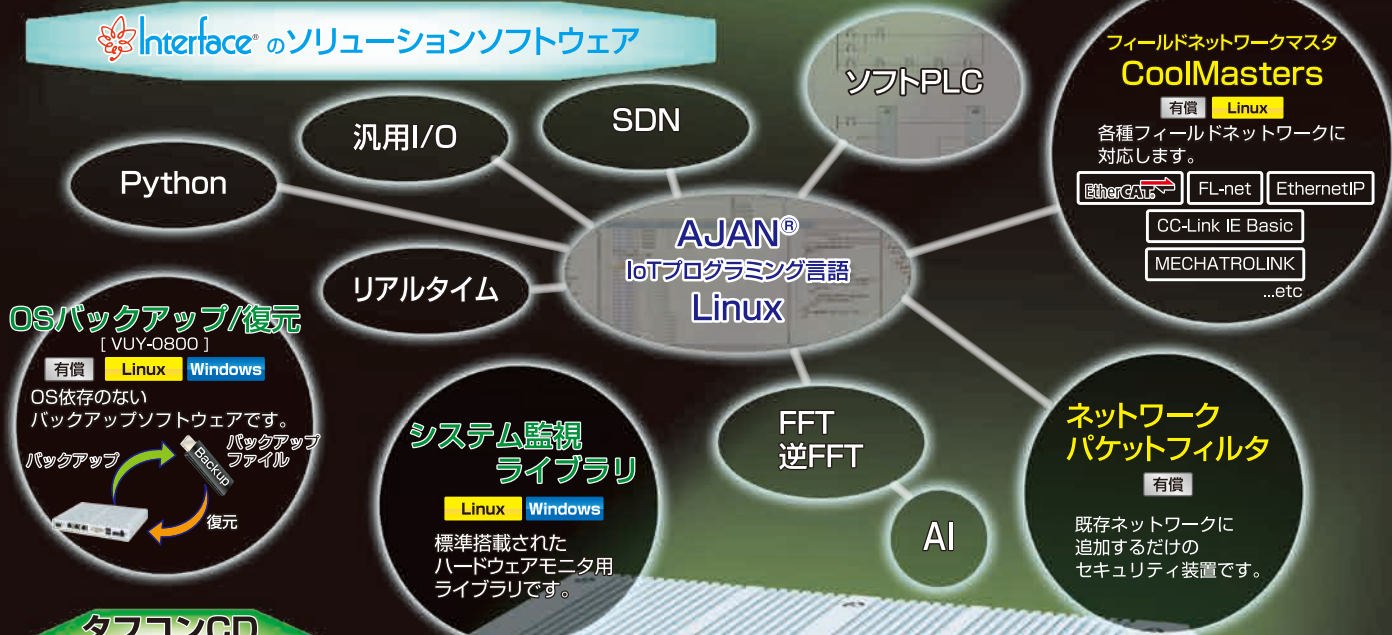 Interface® のソリューションソフトウェア
ソフトPLC
SDN
汎用I/O
Python
リアルタイム
AJAN®
IoTプログラミング言語
Linux
フィールドネットワークマスタ
CoolMasters
有償 Linux
各種フィールドネットワークに
対応します。
EtherCAT FL-net EthernetIP
CC-Link IE Basic
MECHATROLINK
...etc
OSバックアップ/復元
[ VUY-0800 ]
有償 Linux Windows
OS依存のない
バックアップソフトウェアです。
バックアップ
バックアップ
ファイル
Backup
復元
システム監視
ライブラリ
Linux Windows
標準搭載された
ハードウェアモニタ用
ライブラリです。
FFT
逆FFT
AI
ネットワーク
パケットフィルタ
有償
既存ネットワークに
追加するだけの
セキュリティ装置です。
タフコンCD